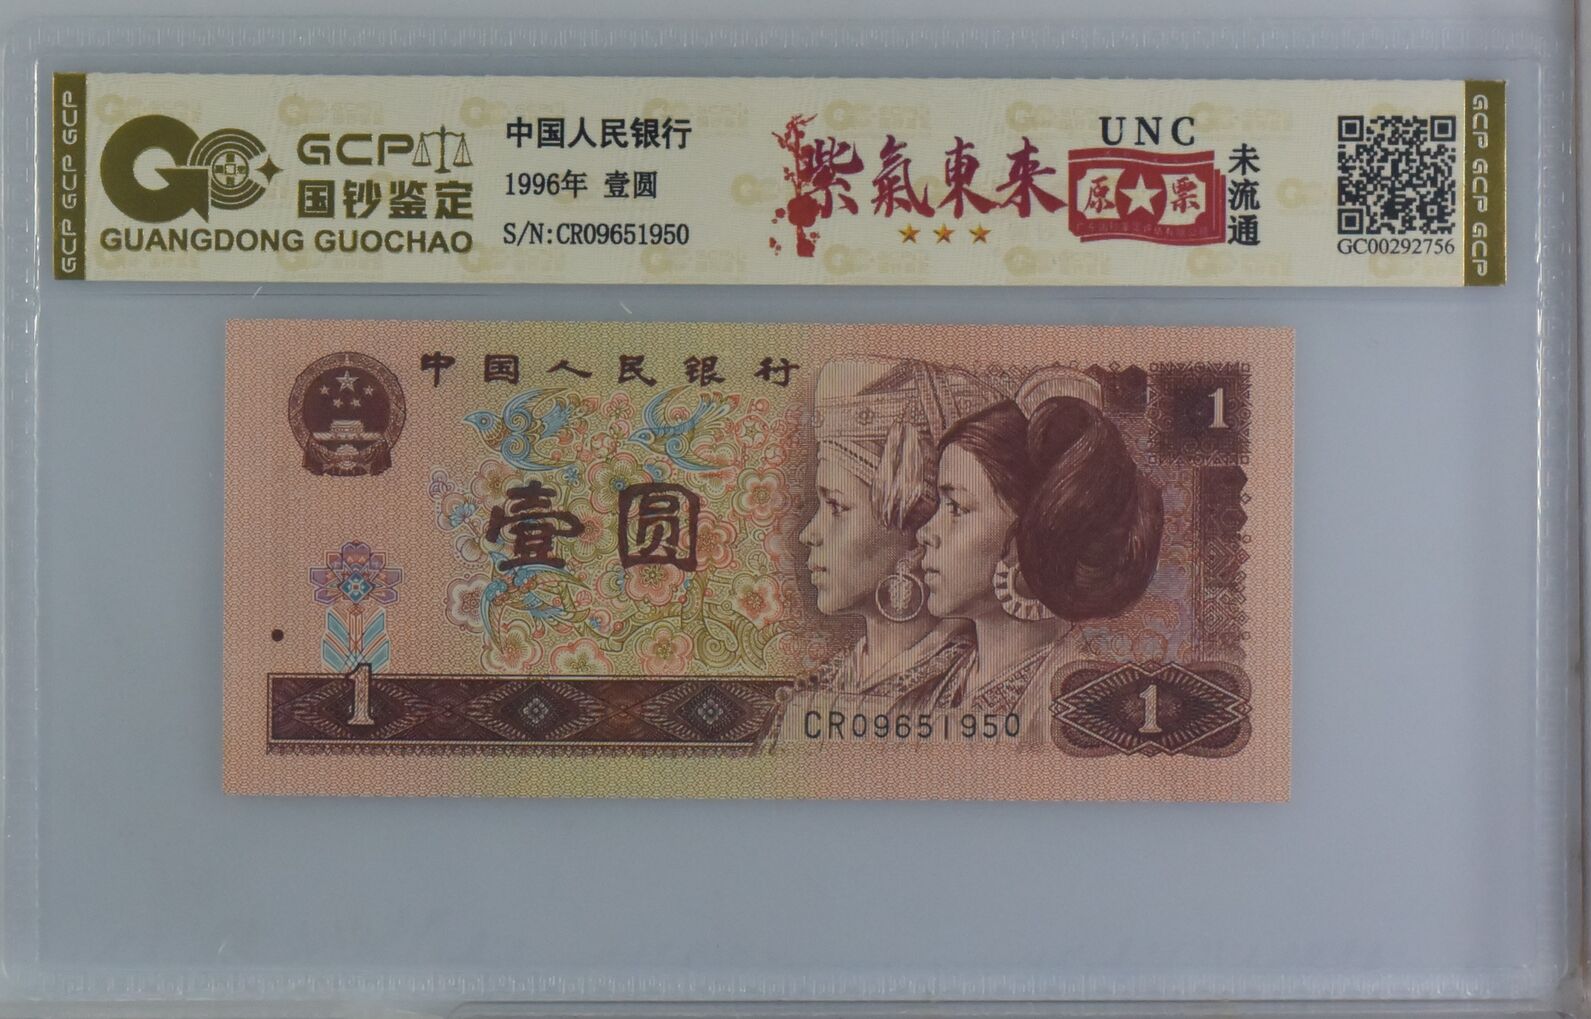 GCP GCP GCP
GCP
国钞鉴定
GUANGDONG GUOCHAO
中国人民银行
1996年 壹圆
S/N:CR09651950
紫氣東来
UNC
原票
未流通
GC00292756
GCP GCP GCP
中国人民银行
1
壹圆
1
CR09651950
1